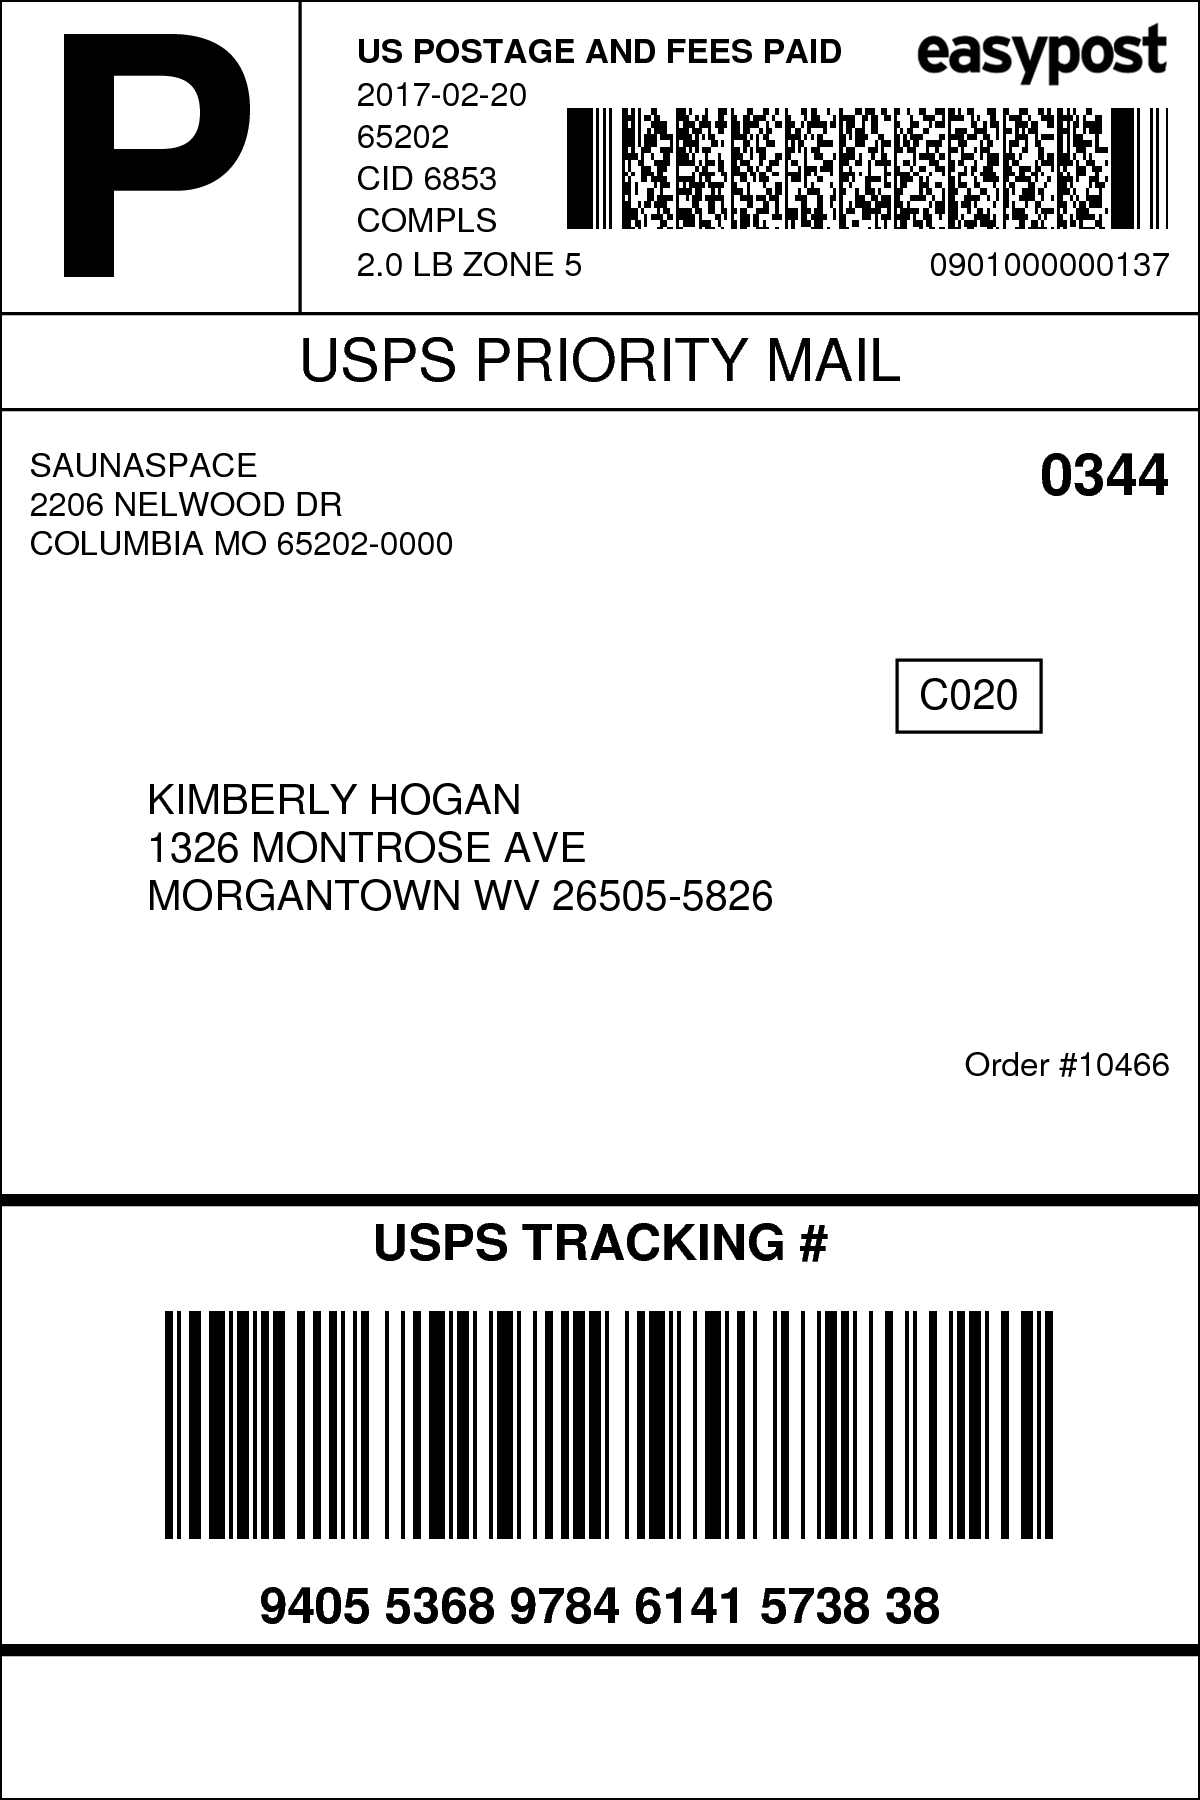 P
US POSTAGE AND FEES PAID
easypost
2017-02-20
65202
CID 6853
COMPLS
2.0 LB ZONE 5
0901000000137
USPS PRIORITY MAIL
SAUNASPACE
2206 NELWOOD DR
COLUMBIA MO 65202-0000
0344
C020
KIMBERLY HOGAN
1326 MONTROSE AVE
MORGANTOWN WV 26505-5826
Order #10466
USPS TRACKING #
9405 5368 9784 6141 5738 38